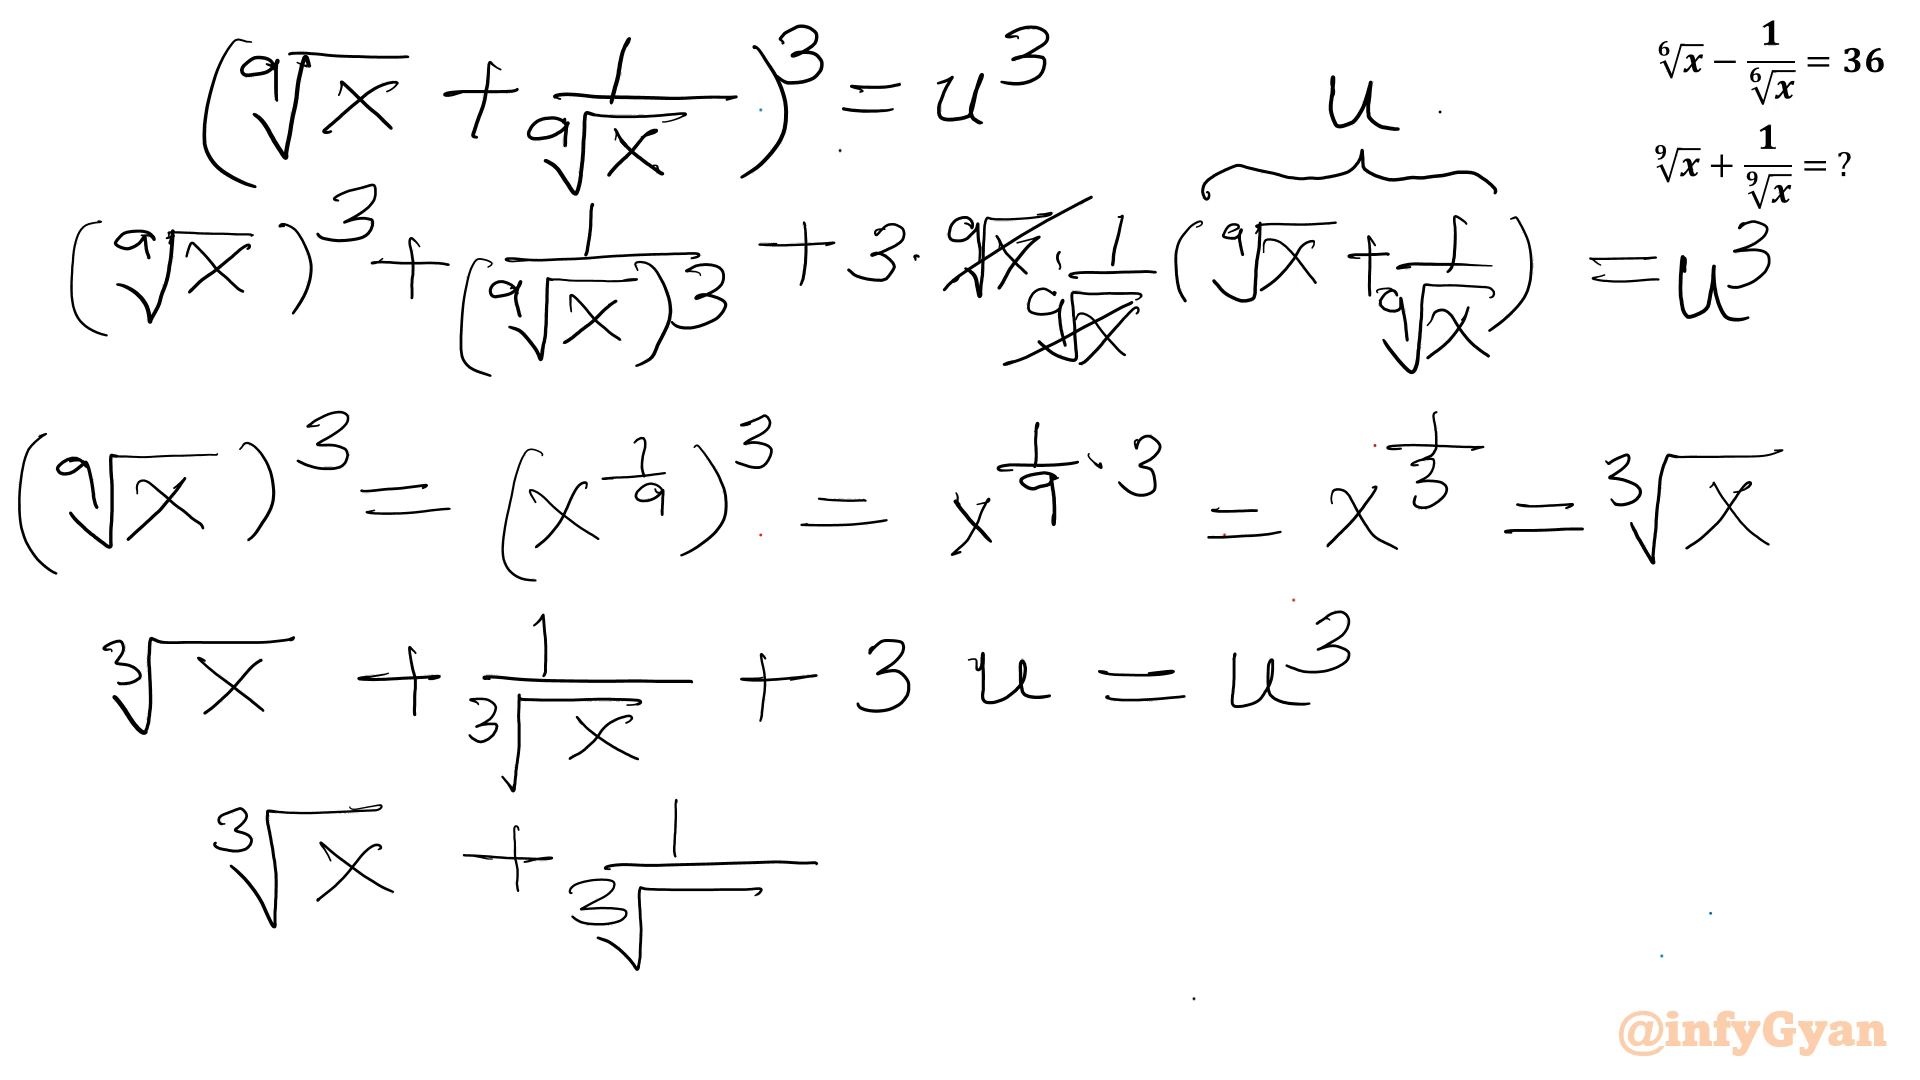 (⁹√x + 1/⁹√x)³ = u³
⁶√x − 1/⁶√x = 36
u
⁹√x + 1/⁹√x = ?
(⁹√x)³ + 1/(⁹√x)³ + 3·⁹√x·1/⁹√x (⁹√x + 1/⁹√x) = u³
(⁹√x)³ = (x^(1/9))³ = x^(1/9 · 3) = x^(1/3) = ³√x
³√x + 1/³√x + 3 u = u³
³√x + 1/³√
@infyGyan